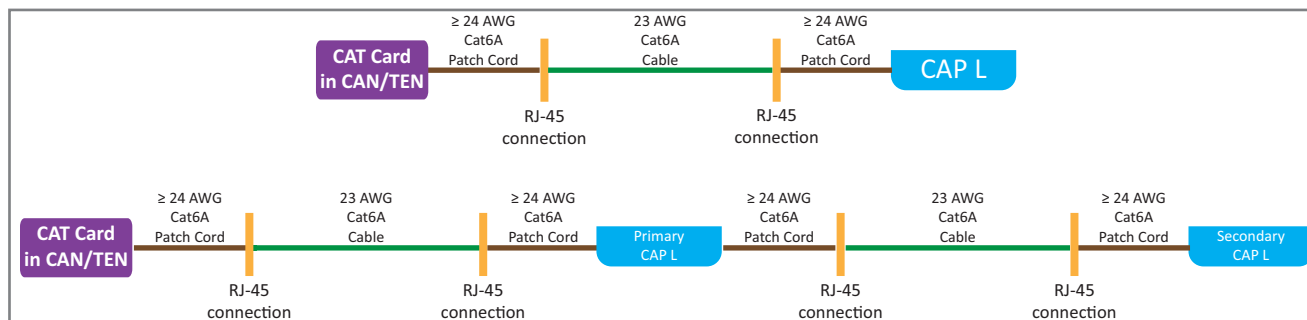 ≥ 24 AWG
Cat6A
Patch Cord
23 AWG
Cat6A
Cable
≥ 24 AWG
Cat6A
Patch Cord
CAT Card
in CAN/TEN
CAP L
RJ-45
connection
RJ-45
connection
≥ 24 AWG
Cat6A
Patch Cord
23 AWG
Cat6A
Cable
≥ 24 AWG
Cat6A
Patch Cord
≥ 24 AWG
Cat6A
Patch Cord
23 AWG
Cat6A
Cable
≥ 24 AWG
Cat6A
Patch Cord
CAT Card
in CAN/TEN
Primary
CAP L
Secondary
CAP L
RJ-45
connection
RJ-45
connection
RJ-45
connection
RJ-45
connection